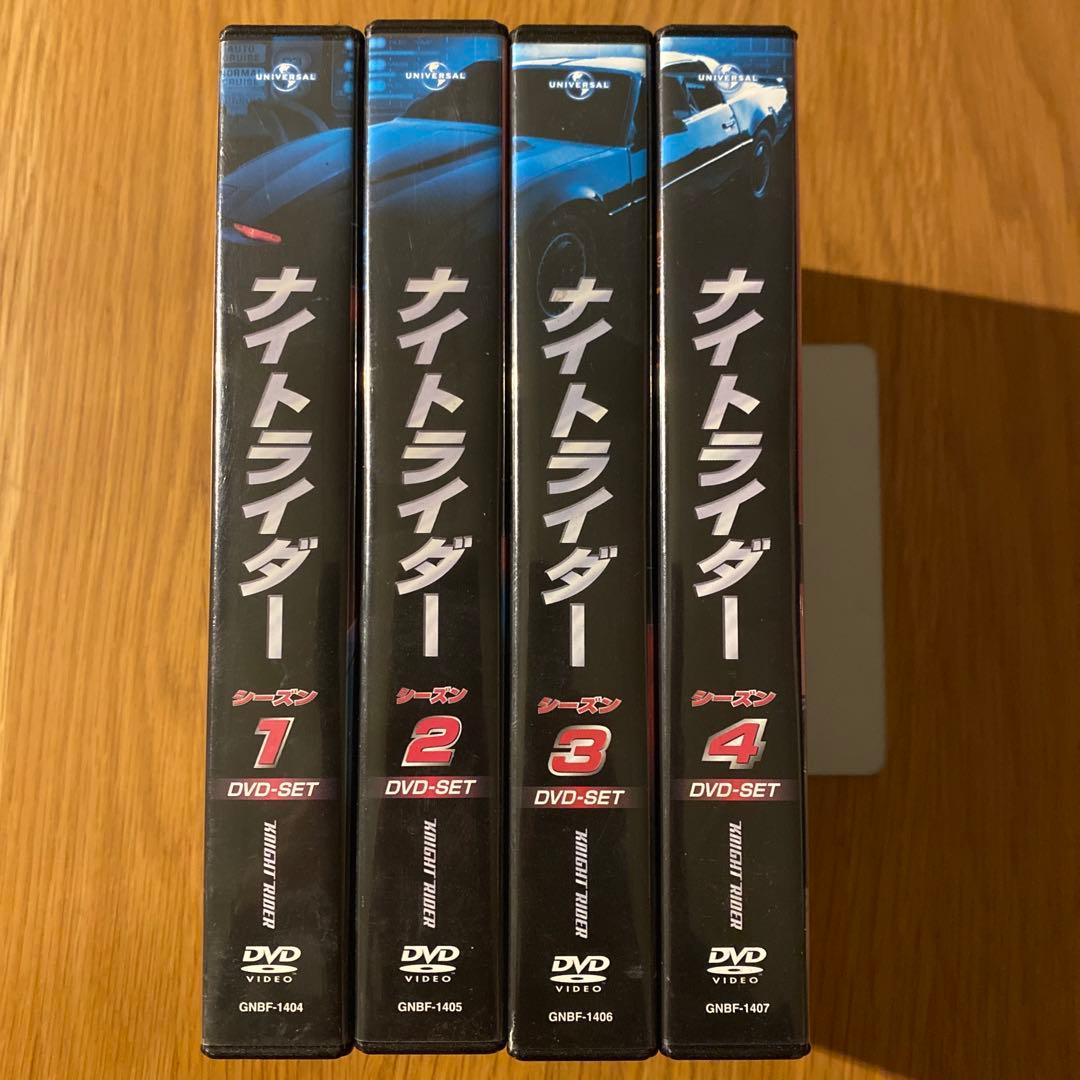 AUTO
CRUISE
NORMAL
CRUISE
UNIVERSAL
ナイトライダー
シーズン
1
DVD-SET
KNIGHT RIDER
DVD
VIDEO
GNBF-1404
UNIVERSAL
ナイトライダー
シーズン
2
DVD-SET
KNIGHT RIDER
DVD
VIDEO
GNBF-1405
UNIVERSAL
ナイトライダー
シーズン
3
DVD-SET
KNIGHT RIDER
DVD
VIDEO
GNBF-1406
UNIVERSAL
ナイトライダー
シーズン
4
DVD-SET
KNIGHT RIDER
DVD
VIDEO
GNBF-1407